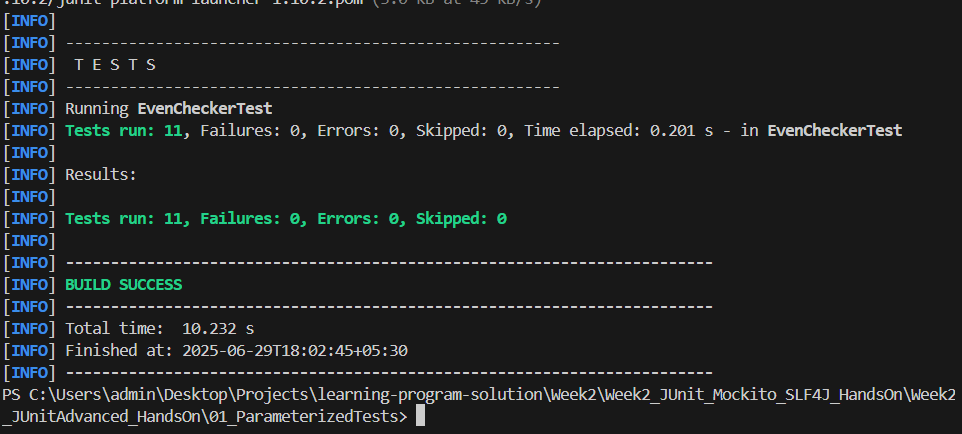 .10.2/junit-platform-launcher-1.10.2.pom (3.0 kB at 45 kB/s)
[INFO]
[INFO] -------------------------------------------------------
[INFO]  T E S T S
[INFO] -------------------------------------------------------
[INFO] Running EvenCheckerTest
[INFO] Tests run: 11, Failures: 0, Errors: 0, Skipped: 0, Time elapsed: 0.201 s - in EvenCheckerTest
[INFO]
[INFO] Results:
[INFO]
[INFO] Tests run: 11, Failures: 0, Errors: 0, Skipped: 0
[INFO]
[INFO] ------------------------------------------------------------------------
[INFO] BUILD SUCCESS
[INFO] ------------------------------------------------------------------------
[INFO] Total time:  10.232 s
[INFO] Finished at: 2025-06-29T18:02:45+05:30
[INFO] ------------------------------------------------------------------------
PS C:\Users\admin\Desktop\Projects\learning-program-solution\Week2\Week2_JUnit_Mockito_SLF4J_HandsOn\Week2
_JUnitAdvanced_HandsOn\01_ParameterizedTests>